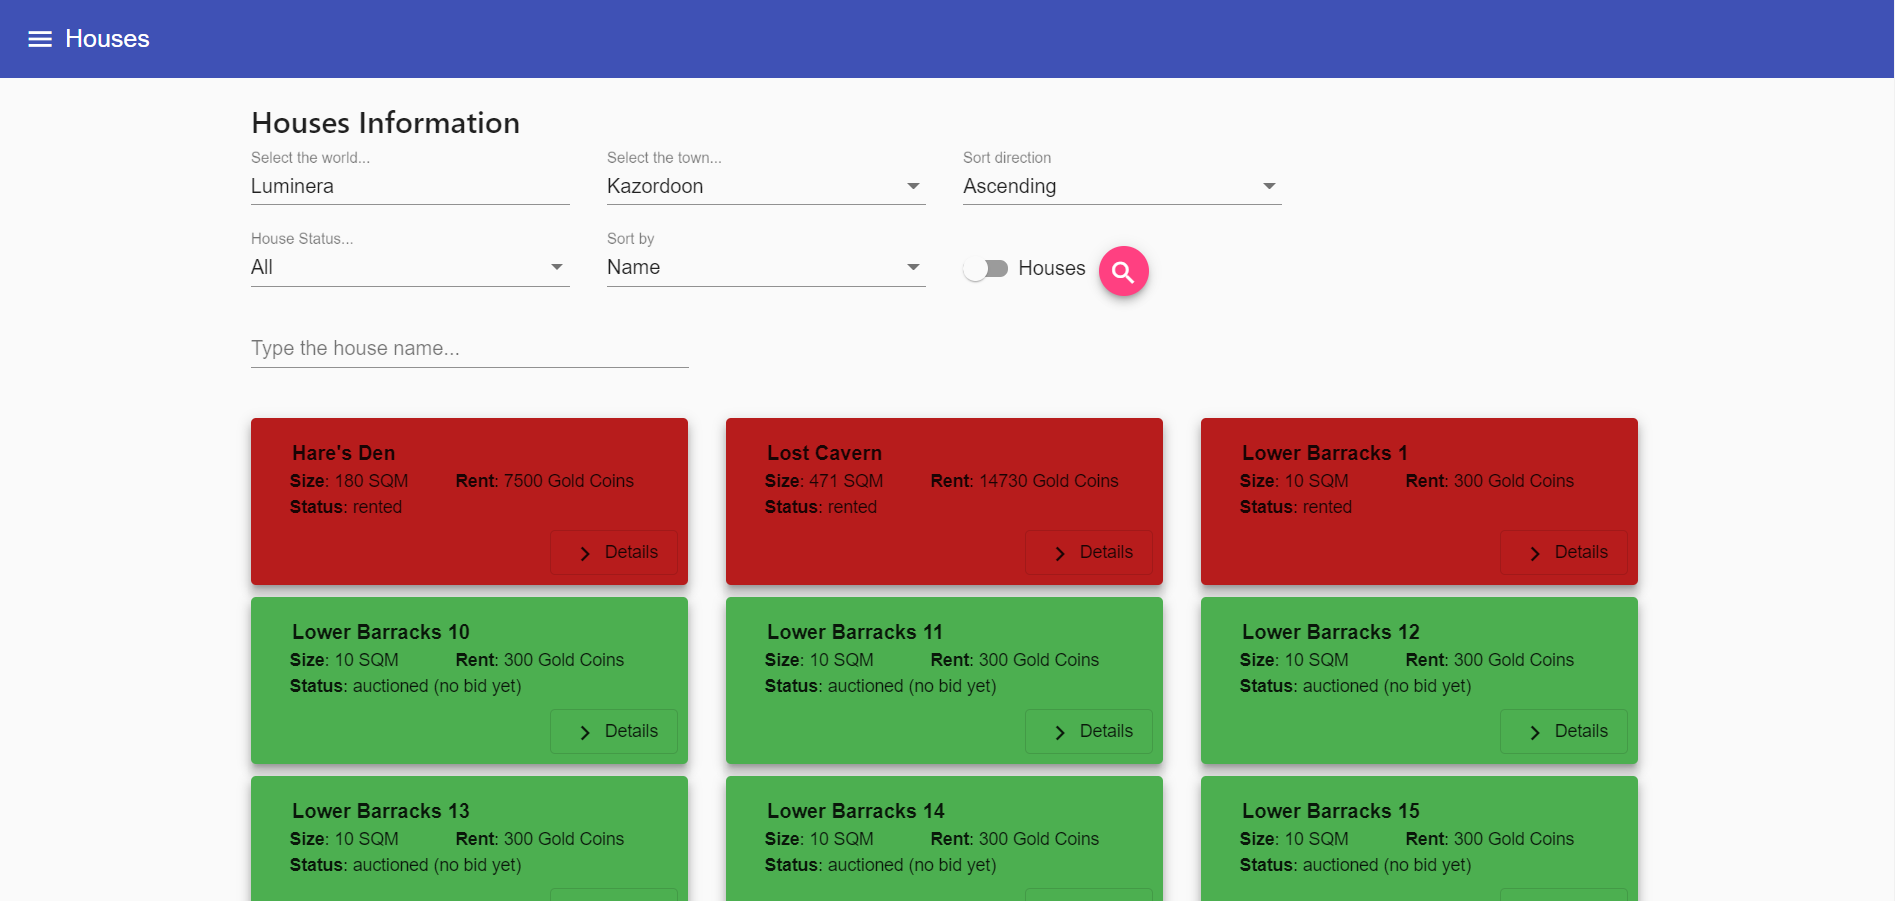 Houses
Houses Information
Select the world... Select the town... Sort direction
Luminera Kazordoon Ascending
House Status... Sort by
All Name Houses
Type the house name...
Hare's Den
Size: 180 SQM Rent: 7500 Gold Coins
Status: rented
Details
Lost Cavern
Size: 471 SQM Rent: 14730 Gold Coins
Status: rented
Details
Lower Barracks 1
Size: 10 SQM Rent: 300 Gold Coins
Status: rented
Details
Lower Barracks 10
Size: 10 SQM Rent: 300 Gold Coins
Status: auctioned (no bid yet)
Details
Lower Barracks 11
Size: 10 SQM Rent: 300 Gold Coins
Status: auctioned (no bid yet)
Details
Lower Barracks 12
Size: 10 SQM Rent: 300 Gold Coins
Status: auctioned (no bid yet)
Details
Lower Barracks 13
Size: 10 SQM Rent: 300 Gold Coins
Status: auctioned (no bid yet)
Lower Barracks 14
Size: 10 SQM Rent: 300 Gold Coins
Status: auctioned (no bid yet)
Lower Barracks 15
Size: 10 SQM Rent: 300 Gold Coins
Status: auctioned (no bid yet)